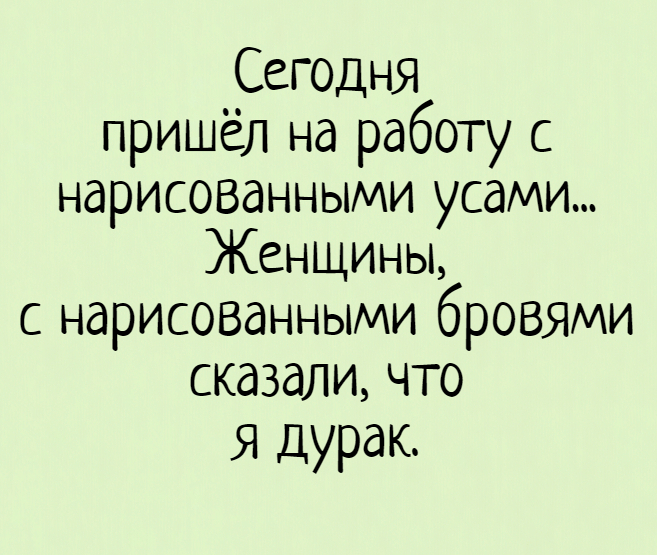 Сегодня
пришёл на работу с
нарисованными усами...
Женщины,
с нарисованными бровями
сказали, что
я дурак.